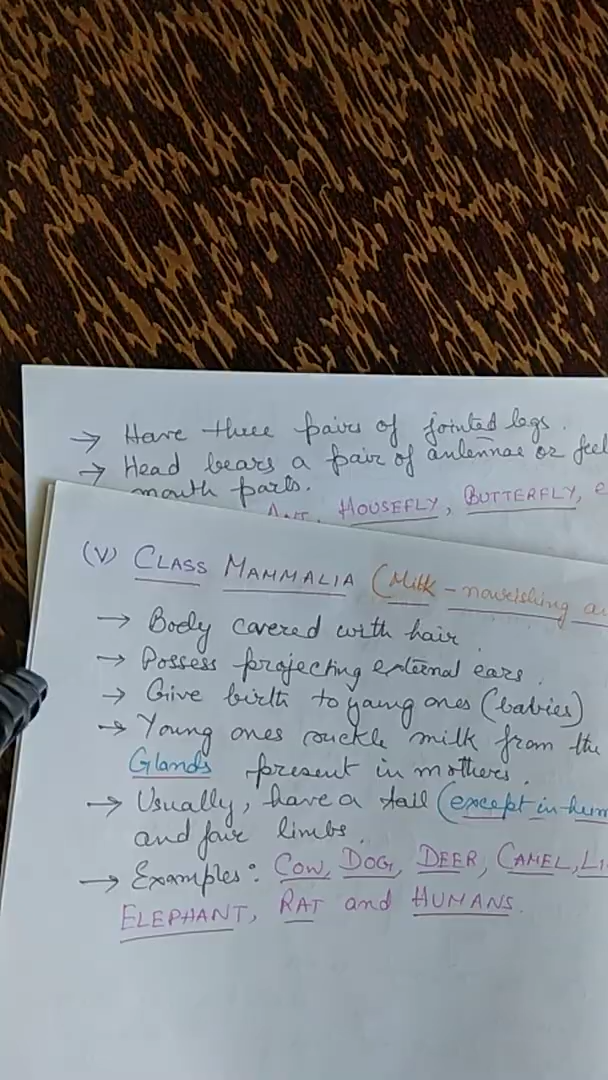 → Have three pairs of jointed legs.
→ Head bears a pair of antennae or feel
mouth parts.
ANT, HOUSEFLY, BUTTERFLY, e
(V) CLASS MAMMALIA (Milk-nourishing
→ Body covered with hair.
→ Possess projecting external ears.
→ Give birth to young ones (babies)
→ Young ones suckle milk from the
Glands present in mothers.
→ Usually, have a tail (except in hum
and four limbs.
→ Examples: COW, DOG, DEER, CAMEL,
ELEPHANT, RAT and HUMANS.